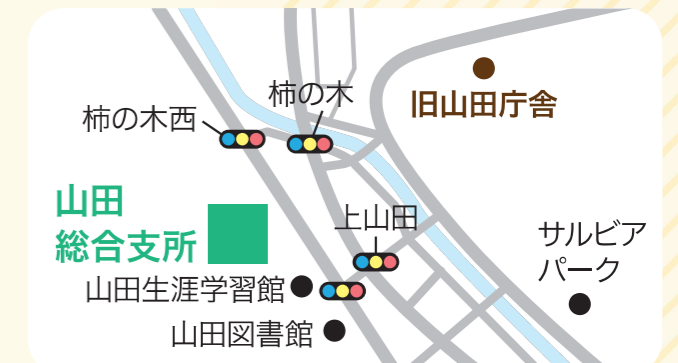 柿の木
柿の木西
旧山田庁舎
山田
総合支所
上山田
サルビア
パーク
山田生涯学習館
山田図書館